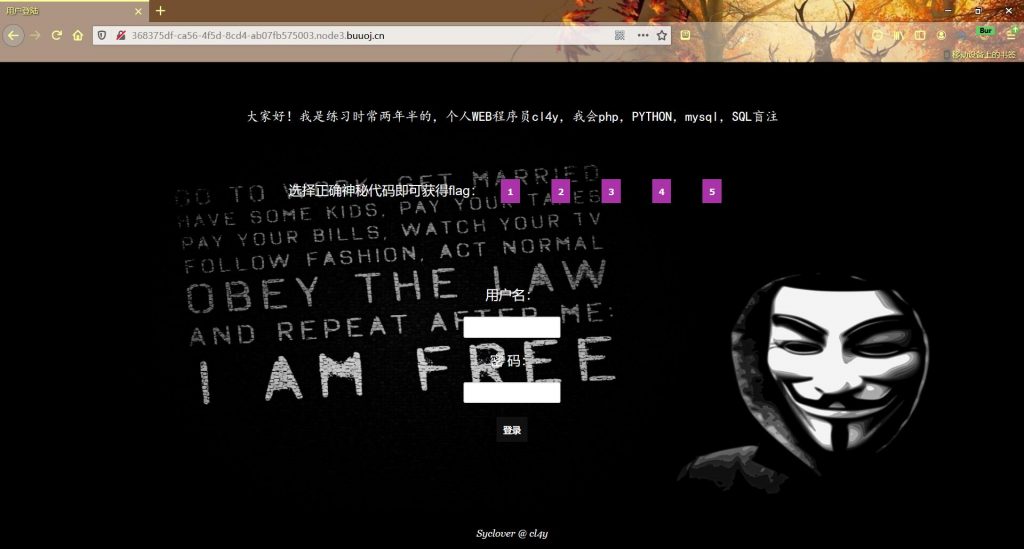 用户登陆
368375df-ca56-4f5d-8cd4-ab07fb575003.node3.buuoj.cn
Bur
移动设备上的书签
大家好！我是练习时常两年半的，个人WEB程序员cl4y，我会php，PYTHON，mysql，SQL盲注
GO TO WORK, GET MARRIED
选择正确神秘代码即可获得flag： 1 2 3 4 5
HAVE SOME KIDS, PAY YOUR TAXES
PAY YOUR BILLS, WATCH YOUR TV
FOLLOW FASHION, ACT NORMAL
OBEY THE LAW
用户名：
AND REPEAT AFTER ME:
I AM FREE
密 码：
登录
Syclover @ cl4y